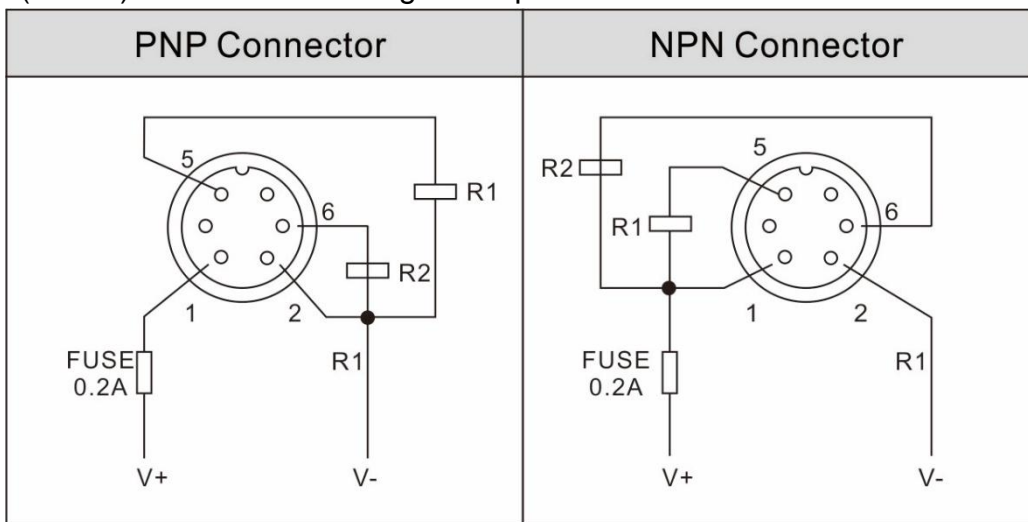 PNP Connector
NPN Connector
5
R1
6
R2
1
2
FUSE
0.2A
R1
V+
V-
5
R2
6
R1
1
2
FUSE
0.2A
R1
V+
V-